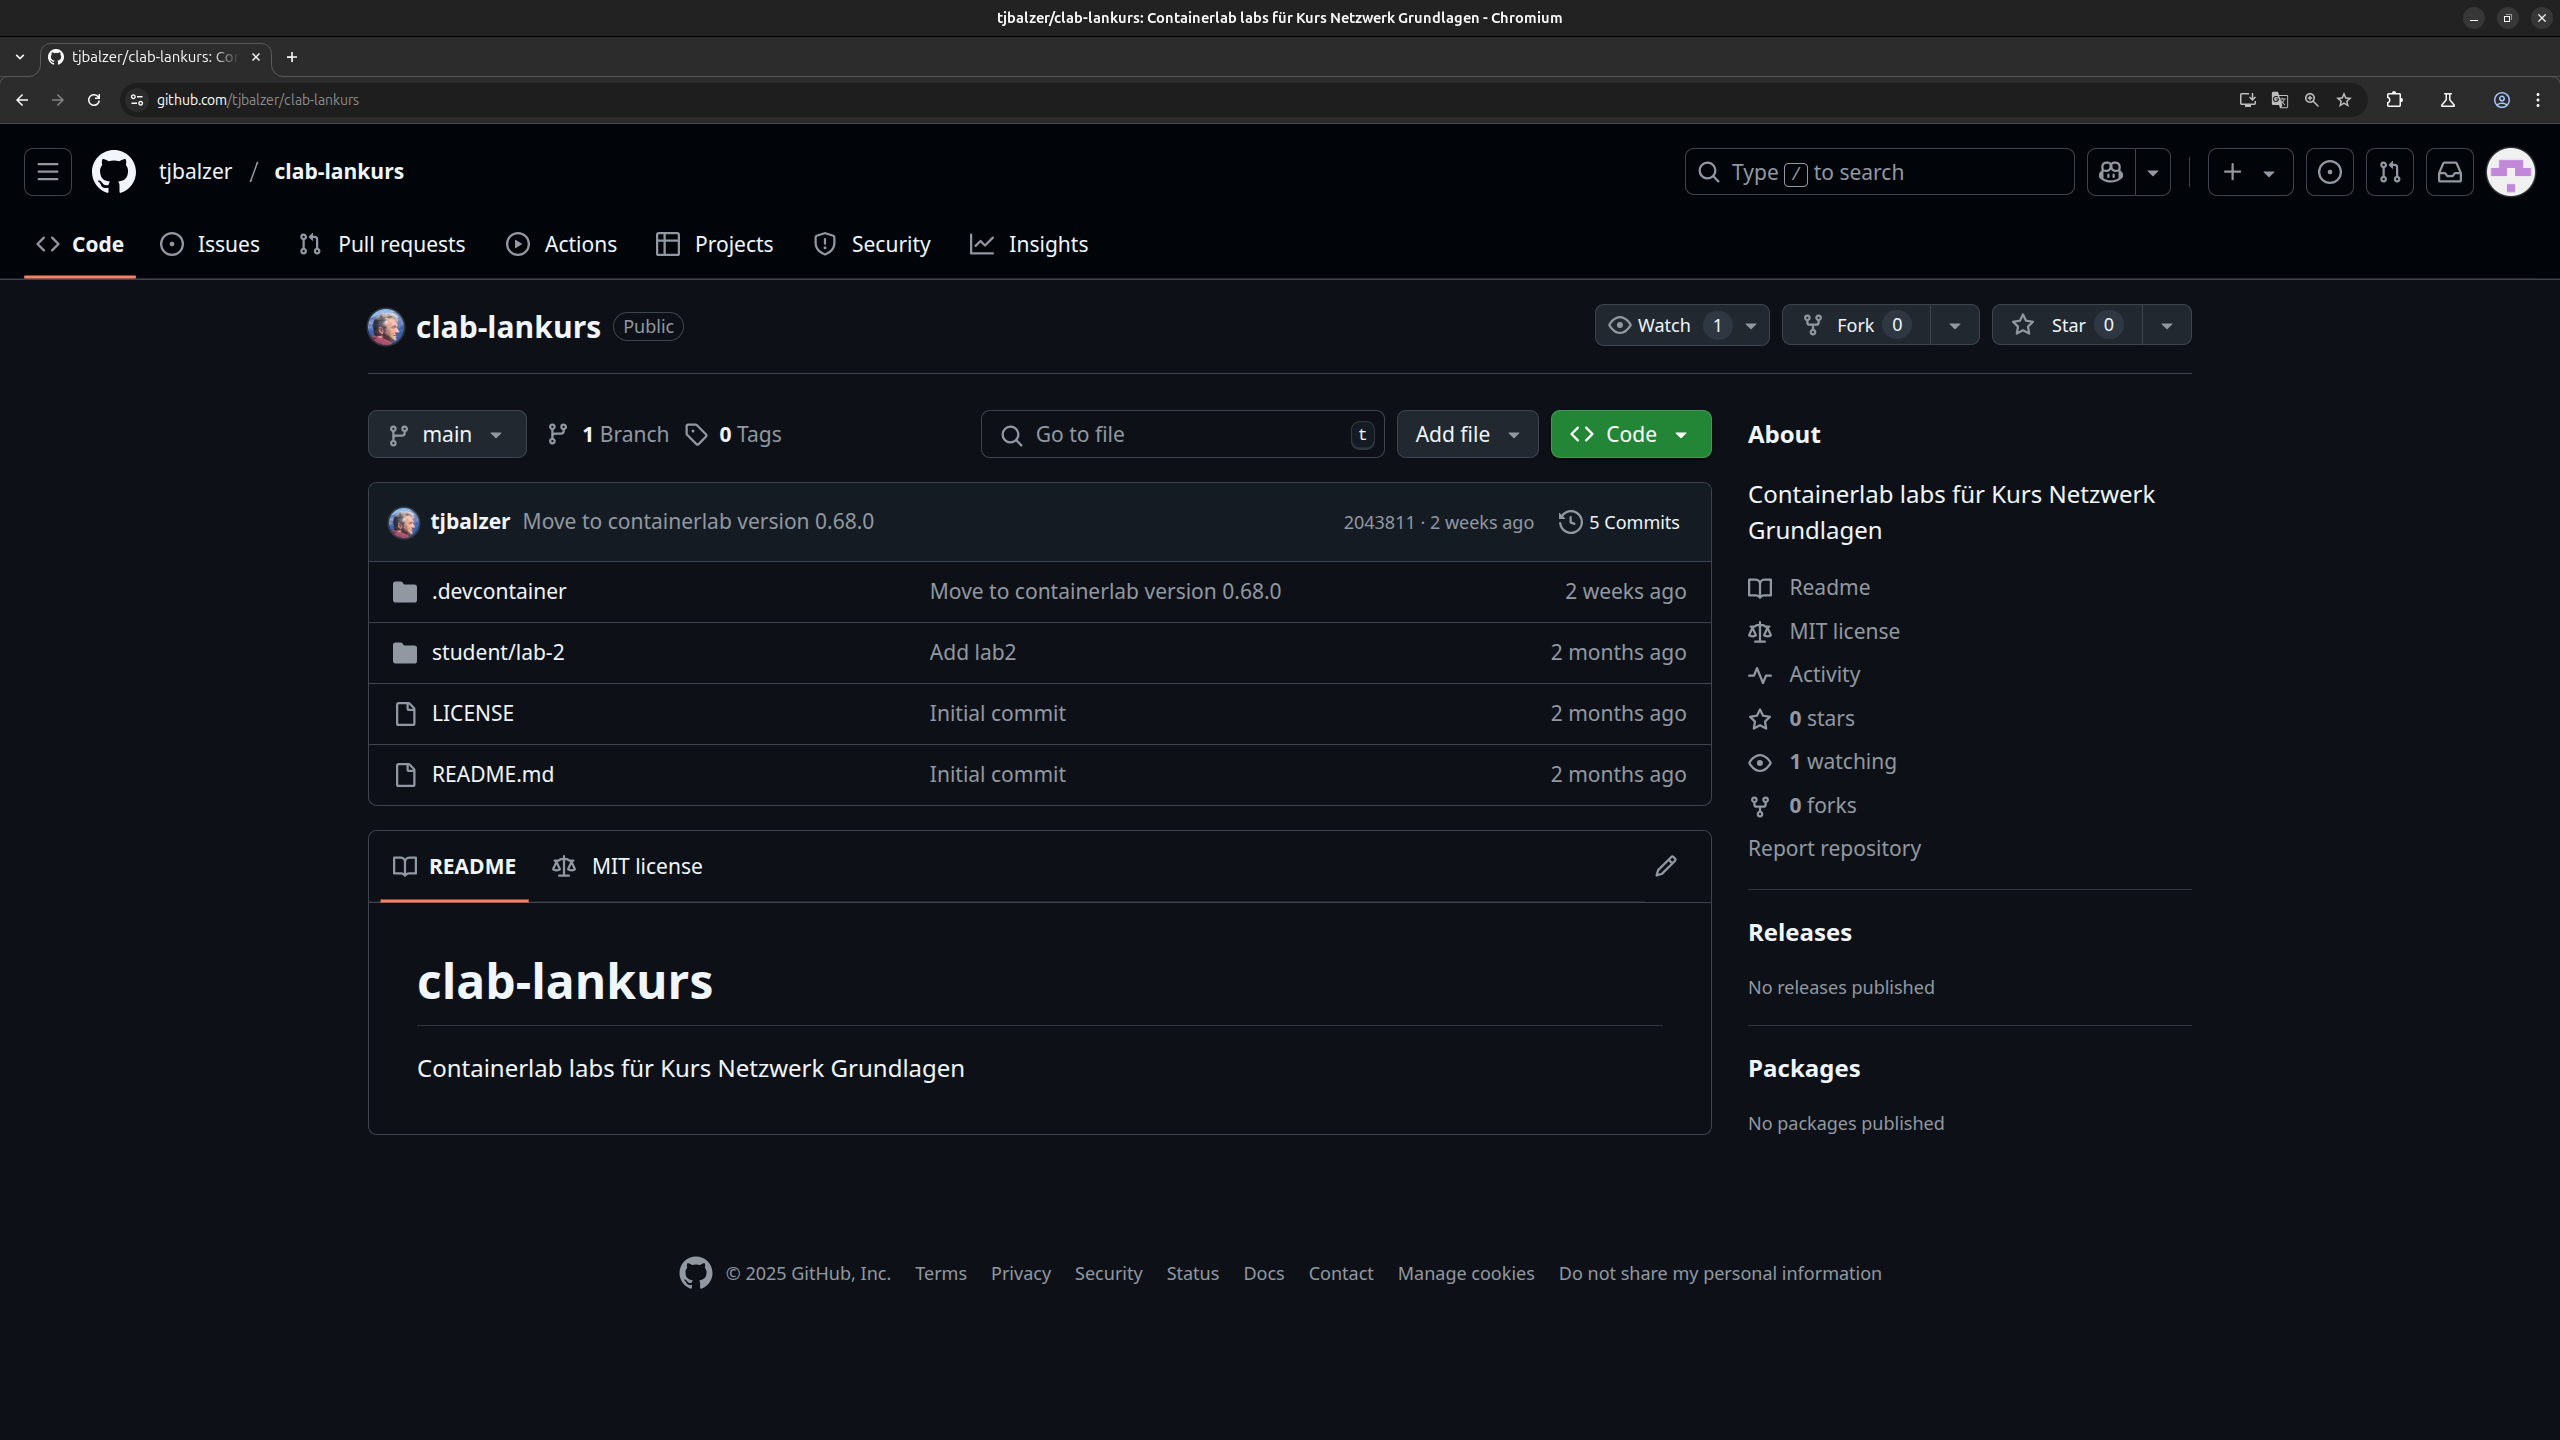 tjbalzer/clab-lankurs: Containerlab labs für Kurs Netzwerk Grundlagen - Chromium
tjbalzer/clab-lankurs: Co
github.com/tjbalzer/clab-lankurs
tjbalzer / clab-lankurs
Type / to search
Code
Issues
Pull requests
Actions
Projects
Security
Insights
clab-lankurs Public
Watch 1
Fork 0
Star 0
main
1 Branch
0 Tags
Go to file t
Add file
Code
tjbalzer Move to containerlab version 0.68.0 2043811 · 2 weeks ago 5 Commits
.devcontainer Move to containerlab version 0.68.0 2 weeks ago
student/lab-2 Add lab2 2 months ago
LICENSE Initial commit 2 months ago
README.md Initial commit 2 months ago
README
MIT license
clab-lankurs
Containerlab labs für Kurs Netzwerk Grundlagen
About
Containerlab labs für Kurs Netzwerk
Grundlagen
Readme
MIT license
Activity
0 stars
1 watching
0 forks
Report repository
Releases
No releases published
Packages
No packages published
© 2025 GitHub, Inc. Terms Privacy Security Status Docs Contact Manage cookies Do not share my personal information